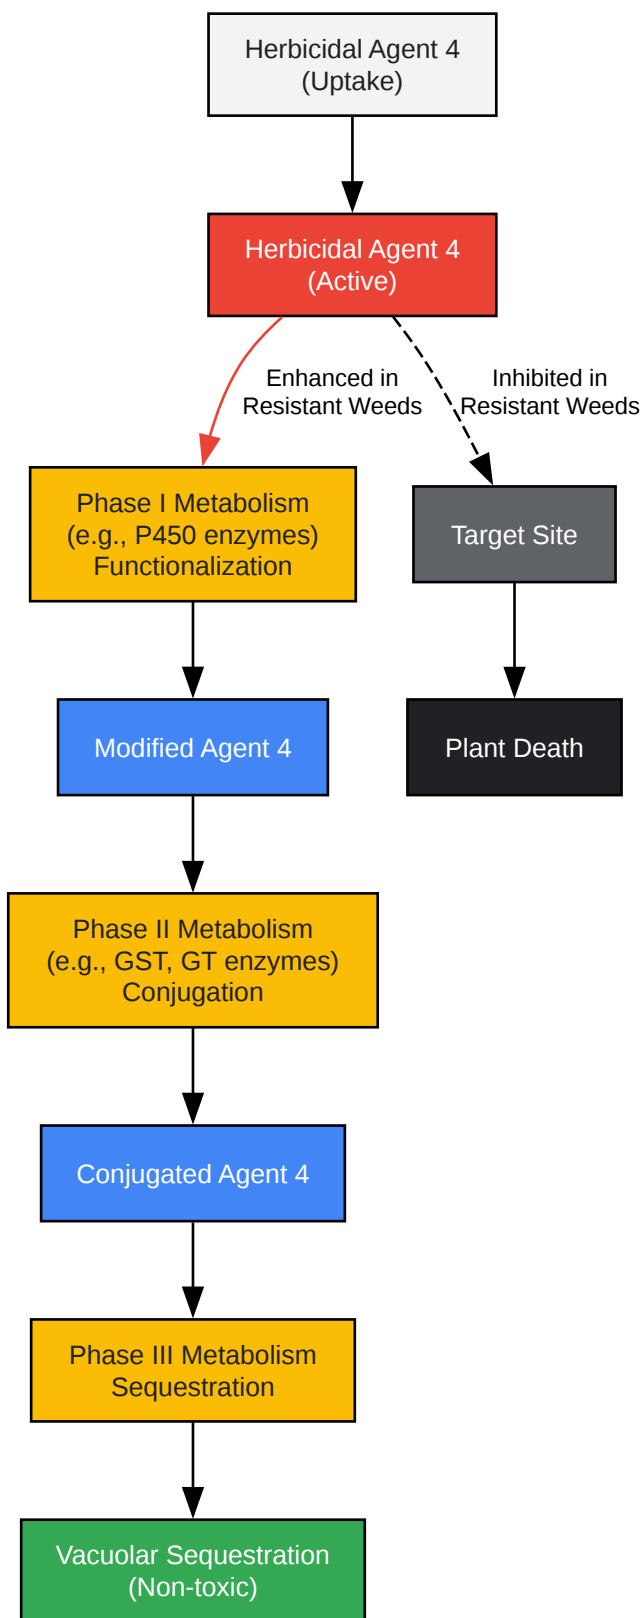 Herbicidal Agent 4
(Uptake)
Herbicidal Agent 4
(Active)
Enhanced in
Resistant Weeds
Inhibited in
Resistant Weeds
Phase I Metabolism
(e.g., P450 enzymes)
Functionalization
Target Site
Modified Agent 4
Plant Death
Phase II Metabolism
(e.g., GST, GT enzymes)
Conjugation
Conjugated Agent 4
Phase III Metabolism
Sequestration
Vacuolar Sequestration
(Non-toxic)